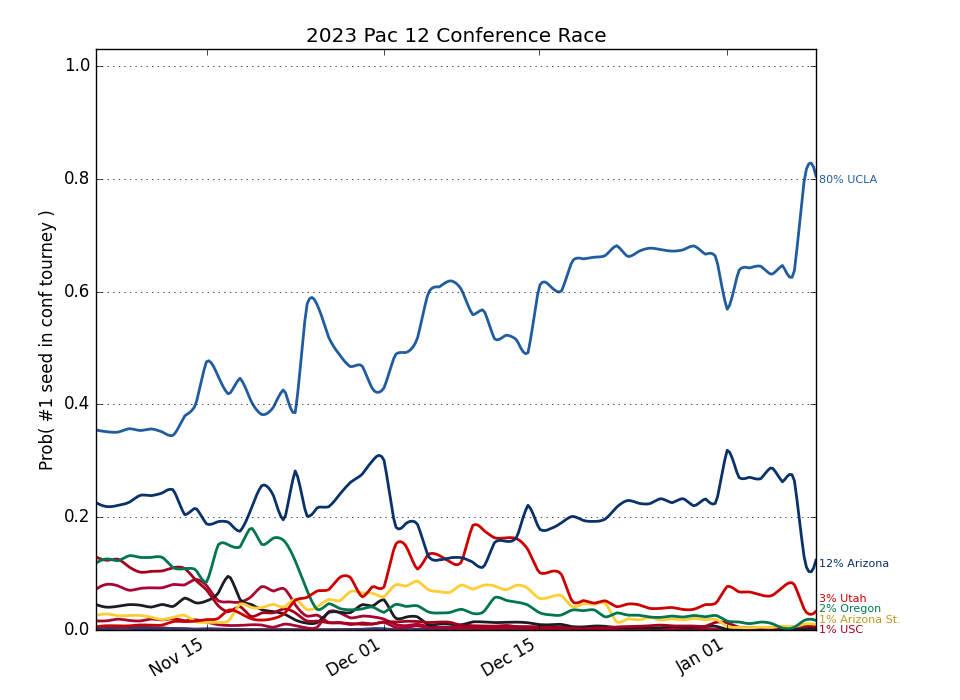 2023 Pac 12 Conference Race
Prob( #1 seed in conf tourney )
1.0
0.8
0.6
0.4
0.2
0.0
80% UCLA
12% Arizona
3% Utah
2% Oregon
1% Arizona St.
1% USC
Nov 15
Dec 01
Dec 15
Jan 01